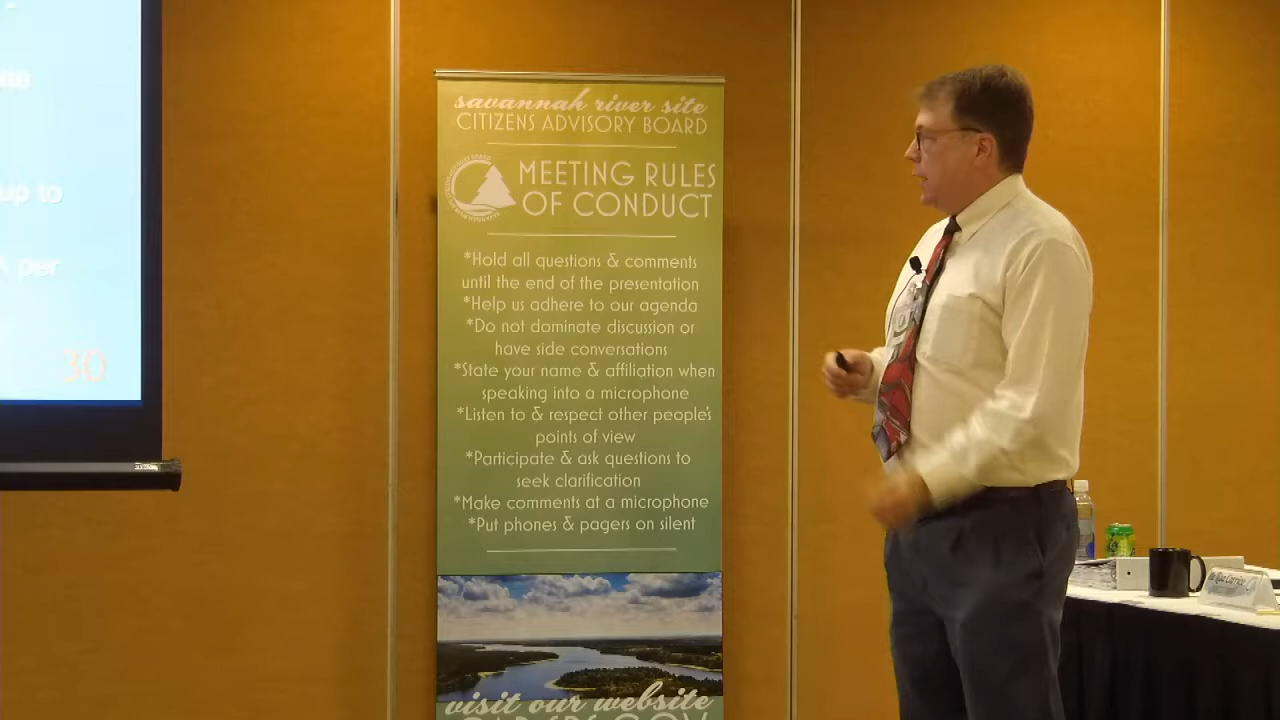 up to
per
30
savannah river site
CITIZENS ADVISORY BOARD
MEETING RULES
OF CONDUCT
*Hold all questions & comments
until the end of the presentation
*Help us adhere to our agenda
*Do not dominate discussion or
have side conversations
*State your name & affiliation when
speaking into a microphone
*Listen to & respect other people's
points of view
*Participate & ask questions to
seek clarification
*Make comments at a microphone
*Put phones & pagers on silent
visit our website